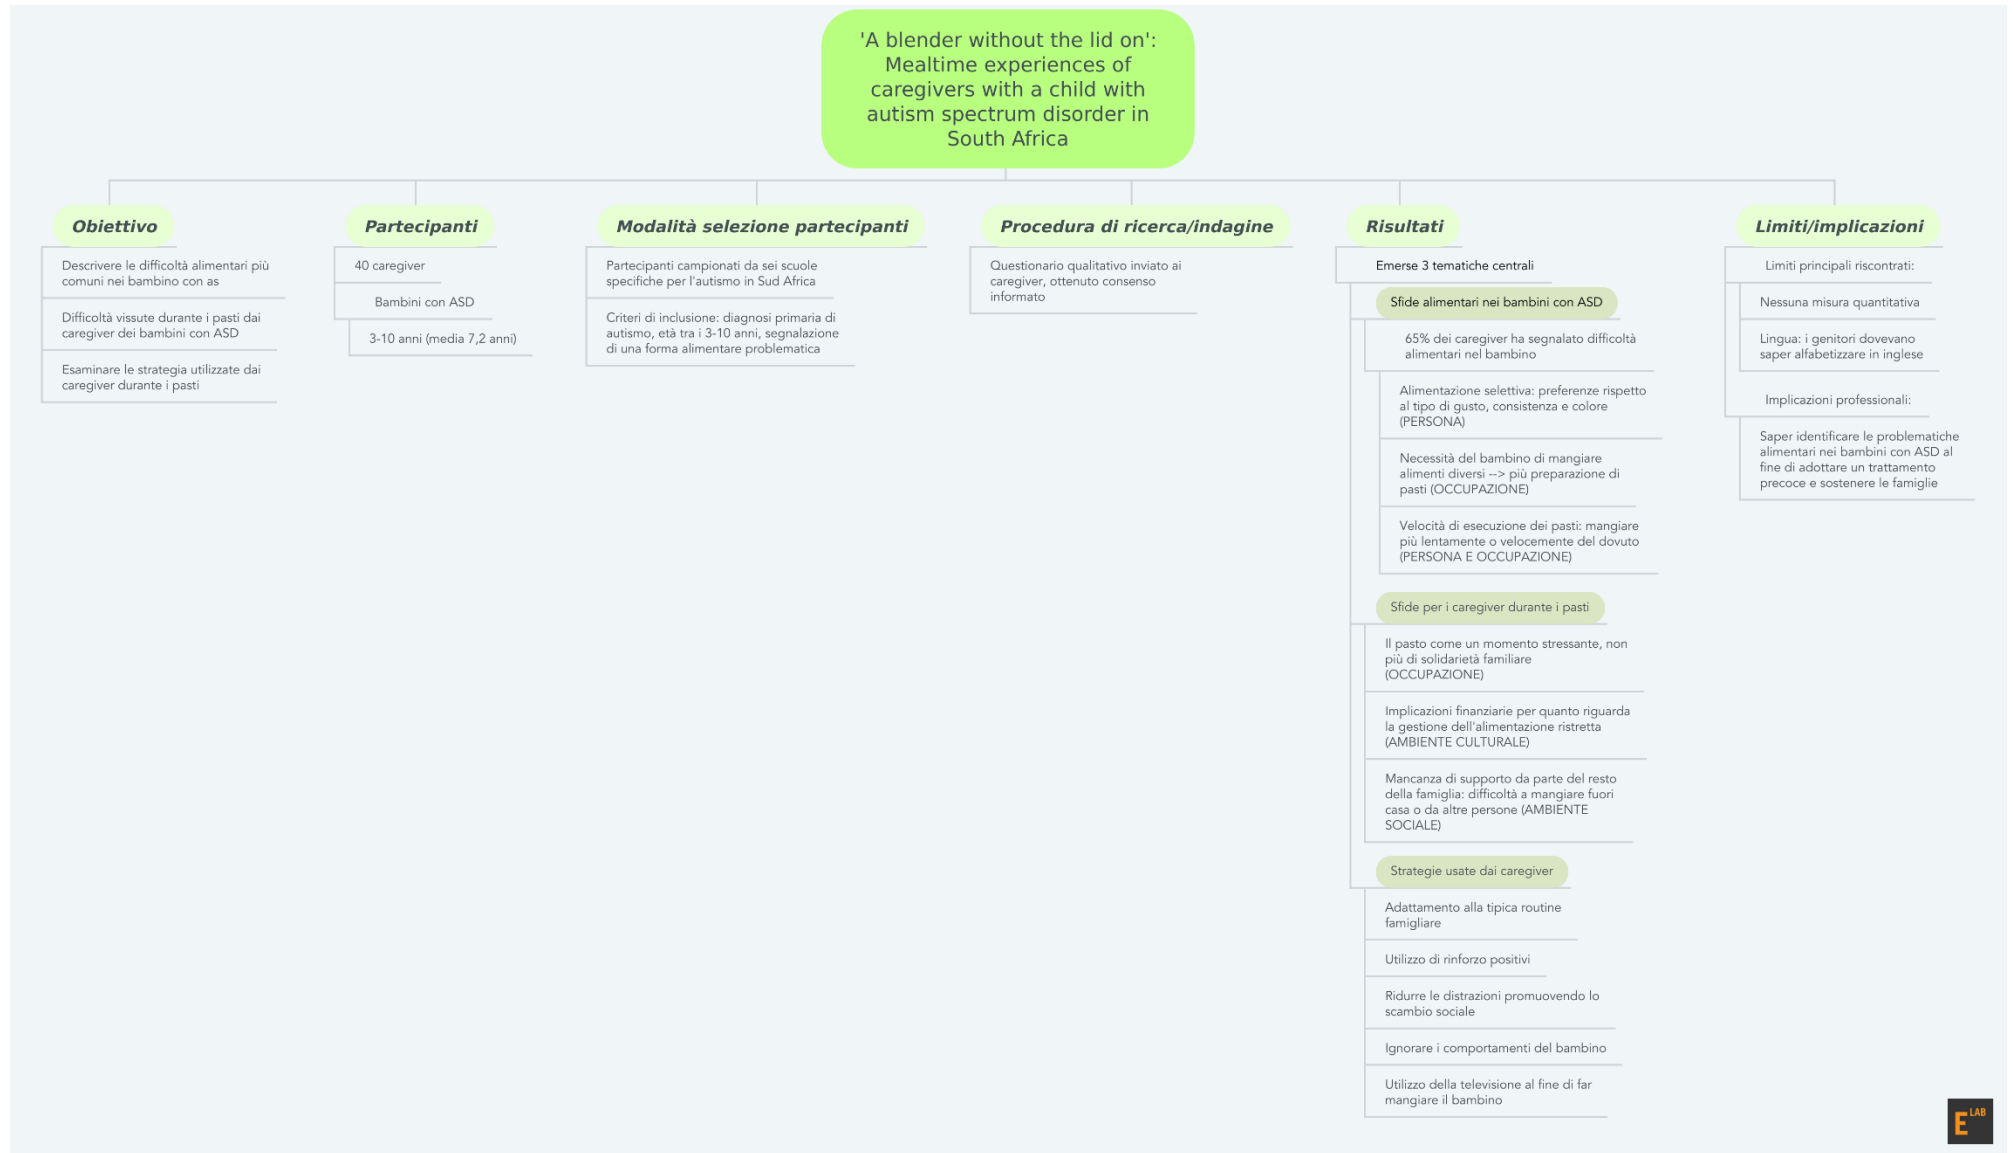 'A blender without the lid on':
Mealtime experiences of
caregivers with a child with
autism spectrum disorder in
South Africa
Obiettivo
Descrivere le difficoltà alimentari più
comuni nei bambino con as
Difficoltà vissute durante i pasti dai
caregiver dei bambini con ASD
Esaminare le strategia utilizzate dai
caregiver durante i pasti
Partecipanti
40 caregiver
Bambini con ASD
3-10 anni (media 7,2 anni)
Modalità selezione partecipanti
Partecipanti campionati da sei scuole
specifiche per l'autismo in Sud Africa
Criteri di inclusione: diagnosi primaria di
autismo, età tra i 3-10 anni, segnalazione
di una forma alimentare problematica
Procedura di ricerca/indagine
Questionario qualitativo inviato ai
caregiver, ottenuto consenso
informato
Risultati
Emerse 3 tematiche centrali
Sfide alimentari nei bambini con ASD
65% dei caregiver ha segnalato difficoltà
alimentari nel bambino
Alimentazione selettiva: preferenze rispetto
al tipo di gusto, consistenza e colore
(PERSONA)
Necessità del bambino di mangiare
alimenti diversi --> più preparazione di
pasti (OCCUPAZIONE)
Velocità di esecuzione dei pasti: mangiare
più lentamente o velocemente del dovuto
(PERSONA E OCCUPAZIONE)
Sfide per i caregiver durante i pasti
Il pasto come un momento stressante, non
più di solidarietà familiare
(OCCUPAZIONE)
Implicazioni finanziarie per quanto riguarda
la gestione dell'alimentazione ristretta
(AMBIENTE CULTURALE)
Mancanza di supporto da parte del resto
della famiglia: difficoltà a mangiare fuori
casa o da altre persone (AMBIENTE
SOCIALE)
Strategie usate dai caregiver
Adattamento alla tipica routine
famigliare
Utilizzo di rinforzo positivi
Ridurre le distrazioni promuovendo lo
scambio sociale
Ignorare i comportamenti del bambino
Utilizzo della televisione al fine di far
mangiare il bambino
Limiti/implicazioni
Limiti principali riscontrati:
Nessuna misura quantitativa
Lingua: i genitori dovevano
saper alfabetizzare in inglese
Implicazioni professionali:
Saper identificare le problematiche
alimentari nei bambini con ASD al
fine di adottare un trattamento
precoce e sostenere le famiglie
E LAB